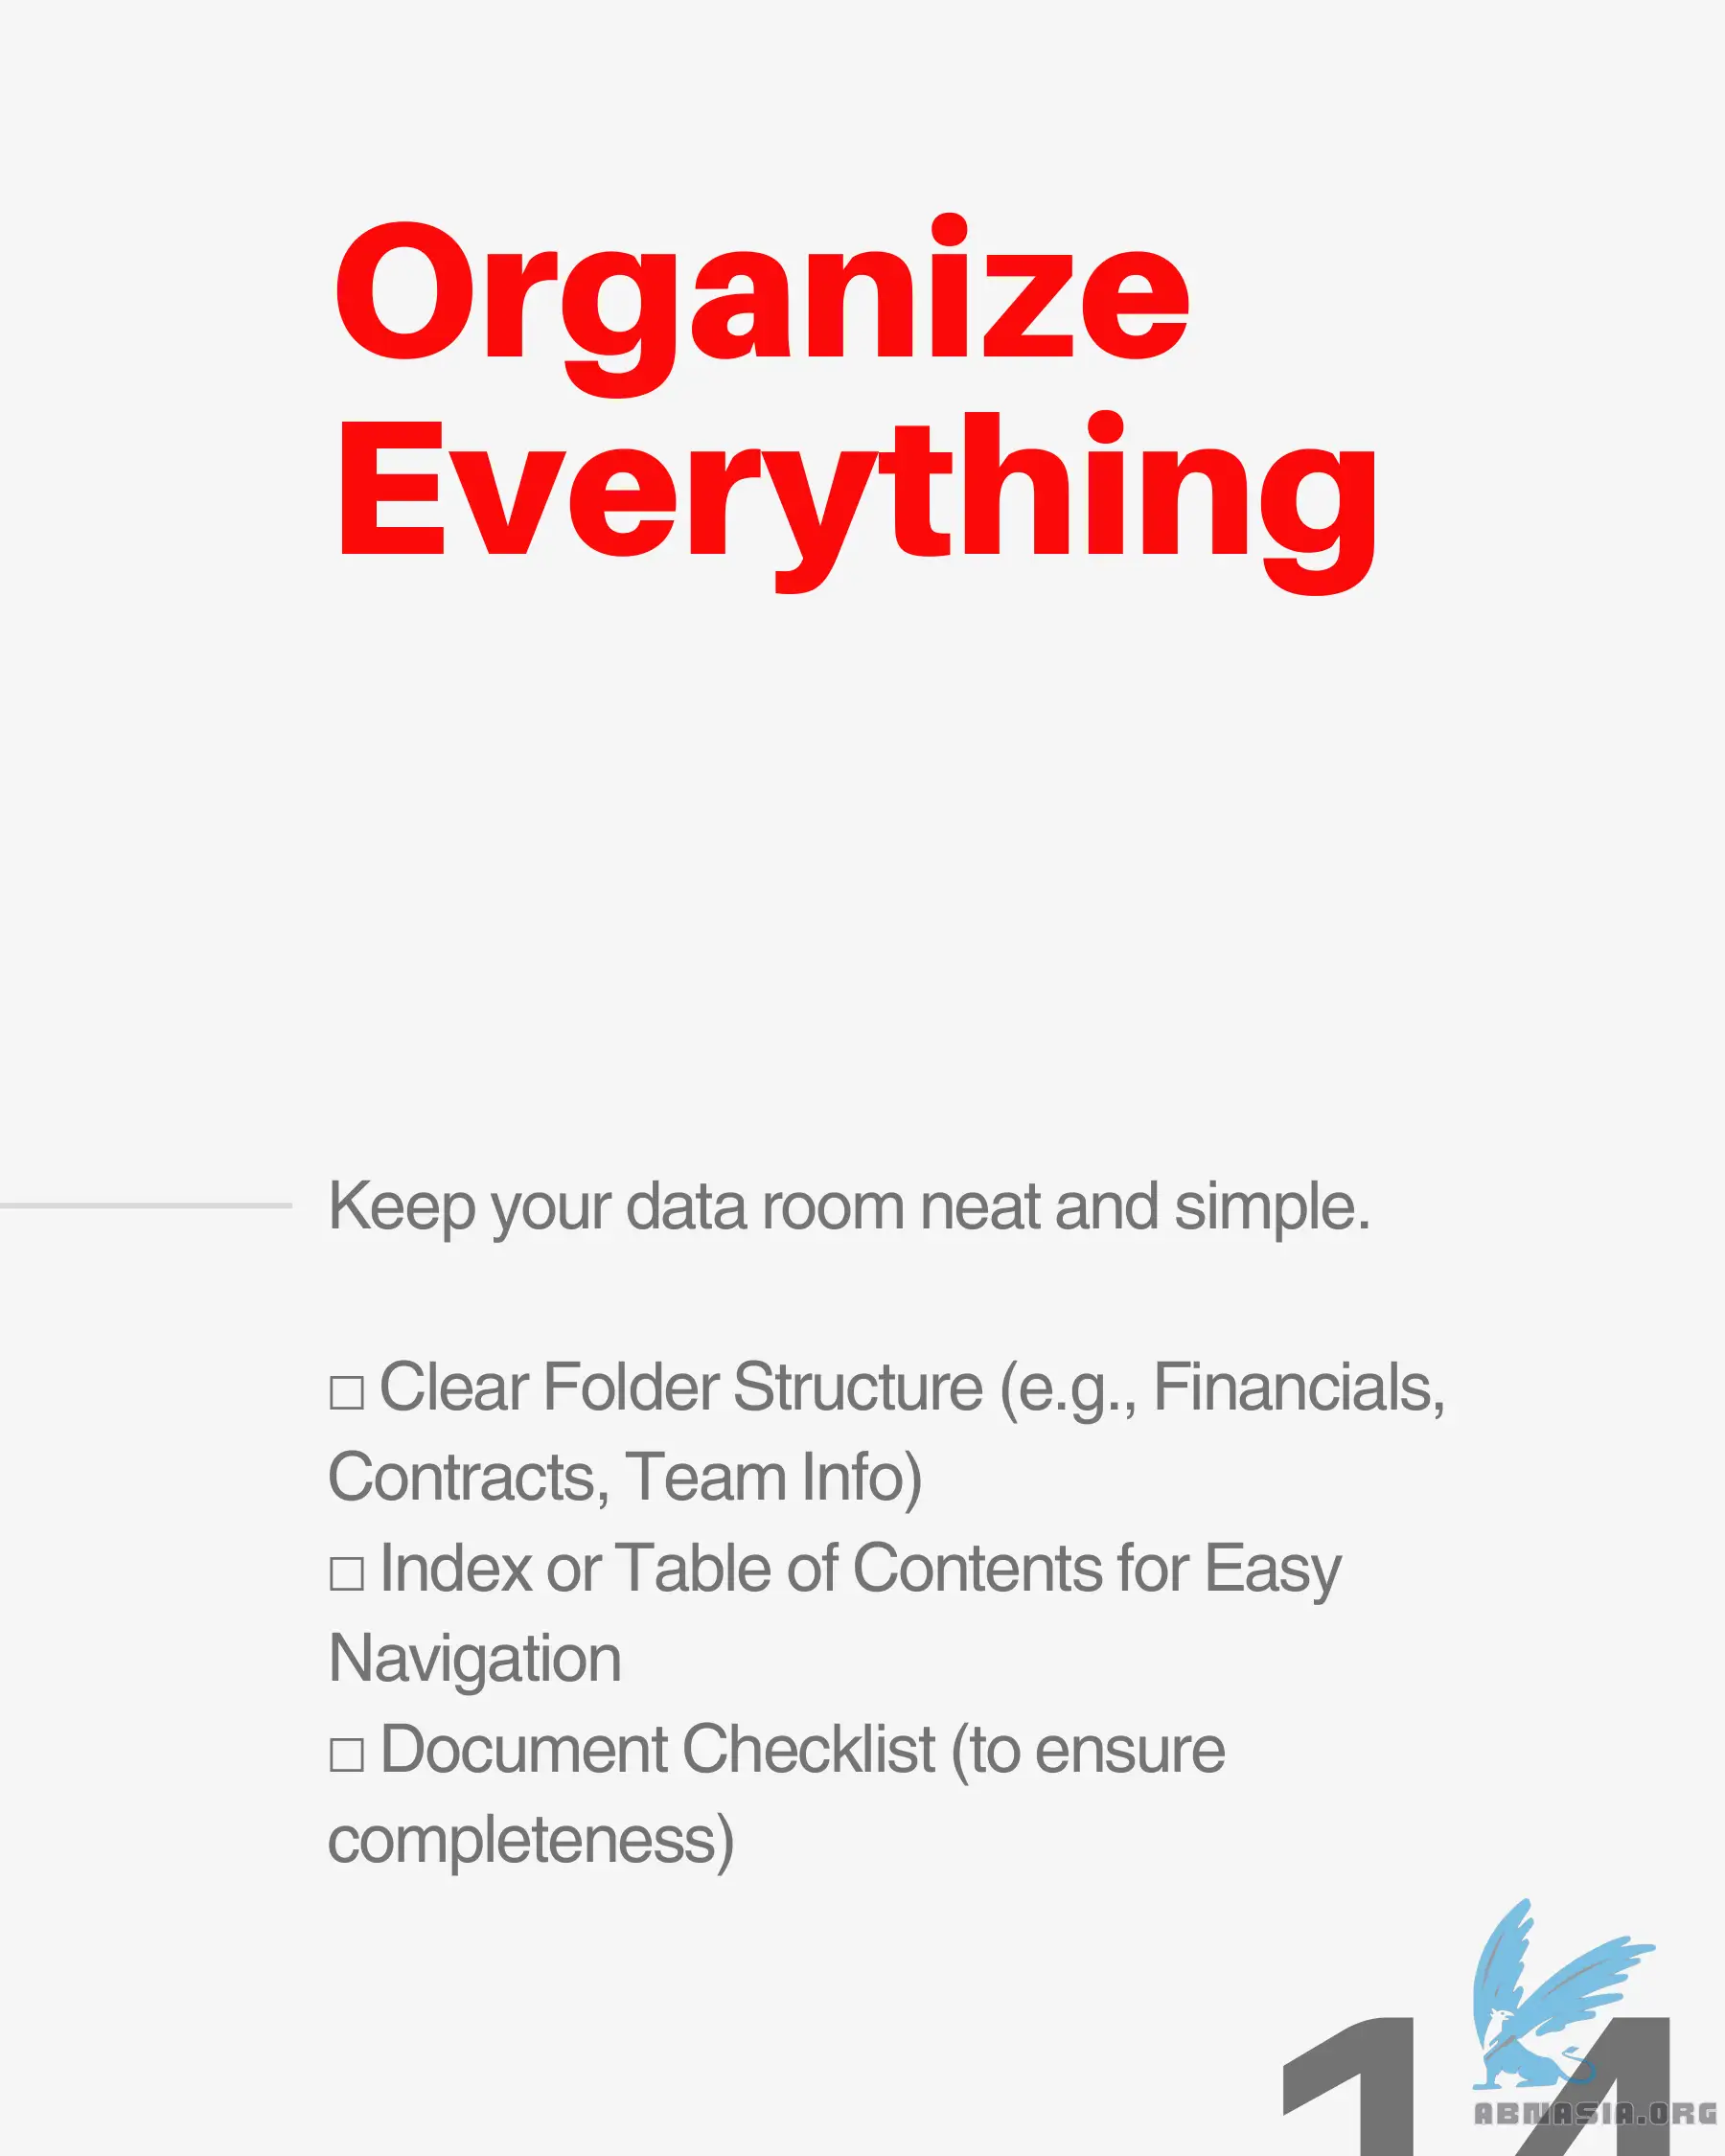 Organize
Everything
Keep your data room neat and simple.
□ Clear Folder Structure (e.g., Financials,
Contracts, Team Info)
□ Index or Table of Contents for Easy
Navigation
□ Document Checklist (to ensure
completeness)
14
ABMASIA.ORG